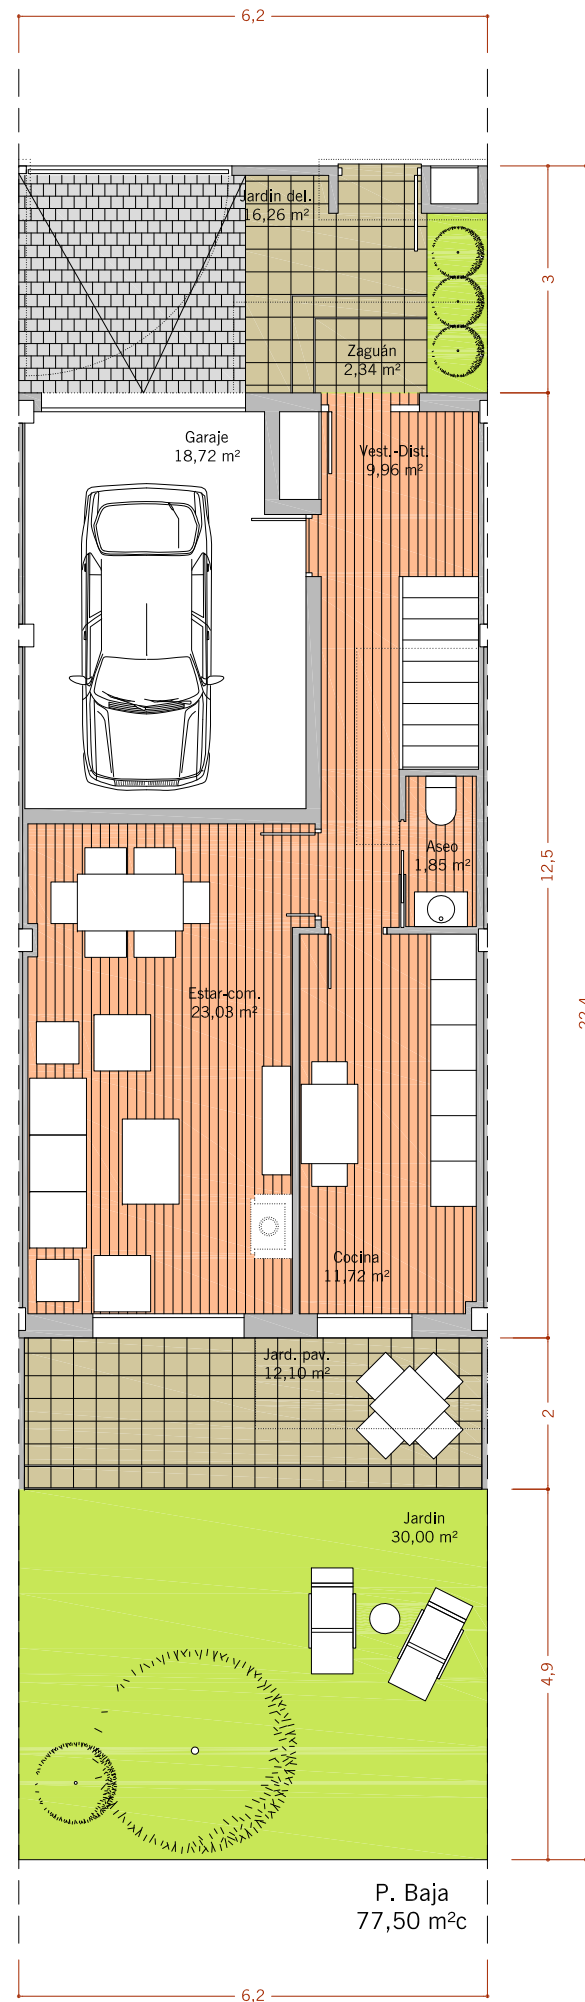 6,2
Jardin del.
16,26 m²
3
Zaguán
2,34 m²
Garaje
18,72 m²
Vest.-Dist.
9,96 m²
Aseo
1,85 m²
12,5
Estar-com.
23,03 m²
Cocina
11,72 m²
Jard. pav.
12,10 m²
2
Jardin
30,00 m²
4,9
P. Baja
77,50 m²c
6,2